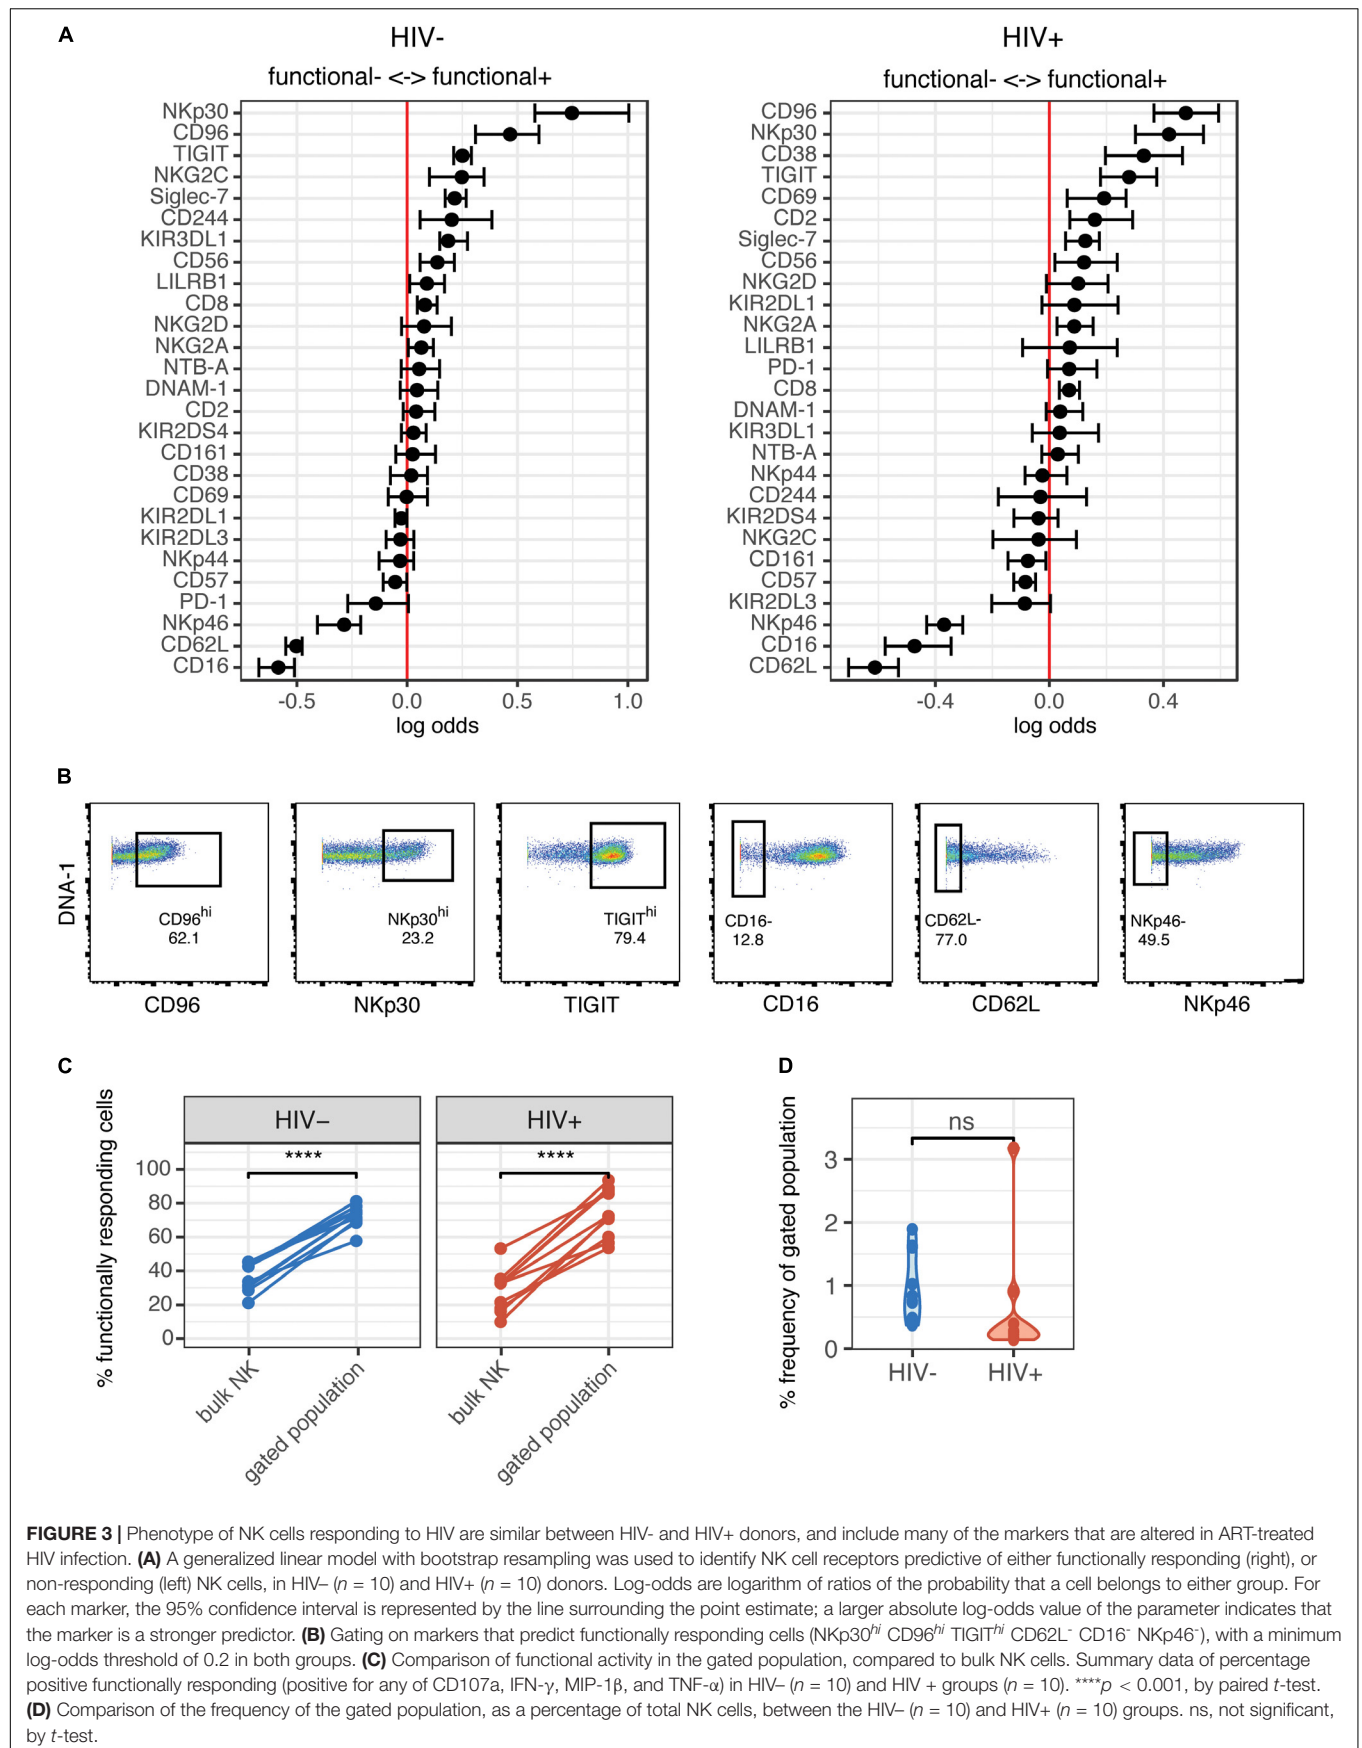 A
HIV-
functional- <-> functional+
NKp30
CD96
TIGIT
NKG2C
Siglec-7
CD244
KIR3DL1
CD56
LILRB1
CD8
NKG2D
NKG2A
NTB-A
DNAM-1
CD2
KIR2DS4
CD161
CD38
CD69
KIR2DL1
KIR2DL3
NKp44
CD57
PD-1
NKp46
CD62L
CD16
-0.5 0.0 0.5 1.0
log odds
HIV+
functional- <-> functional+
CD96
NKp30
CD38
TIGIT
CD69
CD2
Siglec-7
CD56
NKG2D
KIR2DL1
NKG2A
LILRB1
PD-1
CD8
DNAM-1
KIR3DL1
NTB-A
NKp44
CD244
KIR2DS4
NKG2C
CD161
CD57
KIR2DL3
NKp46
CD16
CD62L
-0.4 0.0 0.4
log odds
B
DNA-1
CD96hi
62.1
CD96
NKp30hi
23.2
NKp30
TIGIThi
79.4
TIGIT
CD16-
12.8
CD16
CD62L-
77.0
CD62L
NKp46-
49.5
NKp46
C
% functionally responding cells
HIV–
HIV+
****
****
100
80
60
40
20
0
bulk NK
gated population
bulk NK
gated population
D
% frequency of gated population
ns
3
2
1
0
HIV-
HIV+
FIGURE 3 | Phenotype of NK cells responding to HIV are similar between HIV- and HIV+ donors, and include many of the markers that are altered in ART-treated
HIV infection. (A) A generalized linear model with bootstrap resampling was used to identify NK cell receptors predictive of either functionally responding (right), or
non-responding (left) NK cells, in HIV– (n = 10) and HIV+ (n = 10) donors. Log-odds are logarithm of ratios of the probability that a cell belongs to either group. For
each marker, the 95% confidence interval is represented by the line surrounding the point estimate; a larger absolute log-odds value of the parameter indicates that
the marker is a stronger predictor. (B) Gating on markers that predict functionally responding cells (NKp30hi CD96hi TIGIThi CD62L- CD16- NKp46-), with a minimum
log-odds threshold of 0.2 in both groups. (C) Comparison of functional activity in the gated population, compared to bulk NK cells. Summary data of percentage
positive functionally responding (positive for any of CD107a, IFN-γ, MIP-1β, and TNF-α) in HIV– (n = 10) and HIV + groups (n = 10). ****p < 0.001, by paired t-test.
(D) Comparison of the frequency of the gated population, as a percentage of total NK cells, between the HIV– (n = 10) and HIV+ (n = 10) groups. ns, not significant,
by t-test.